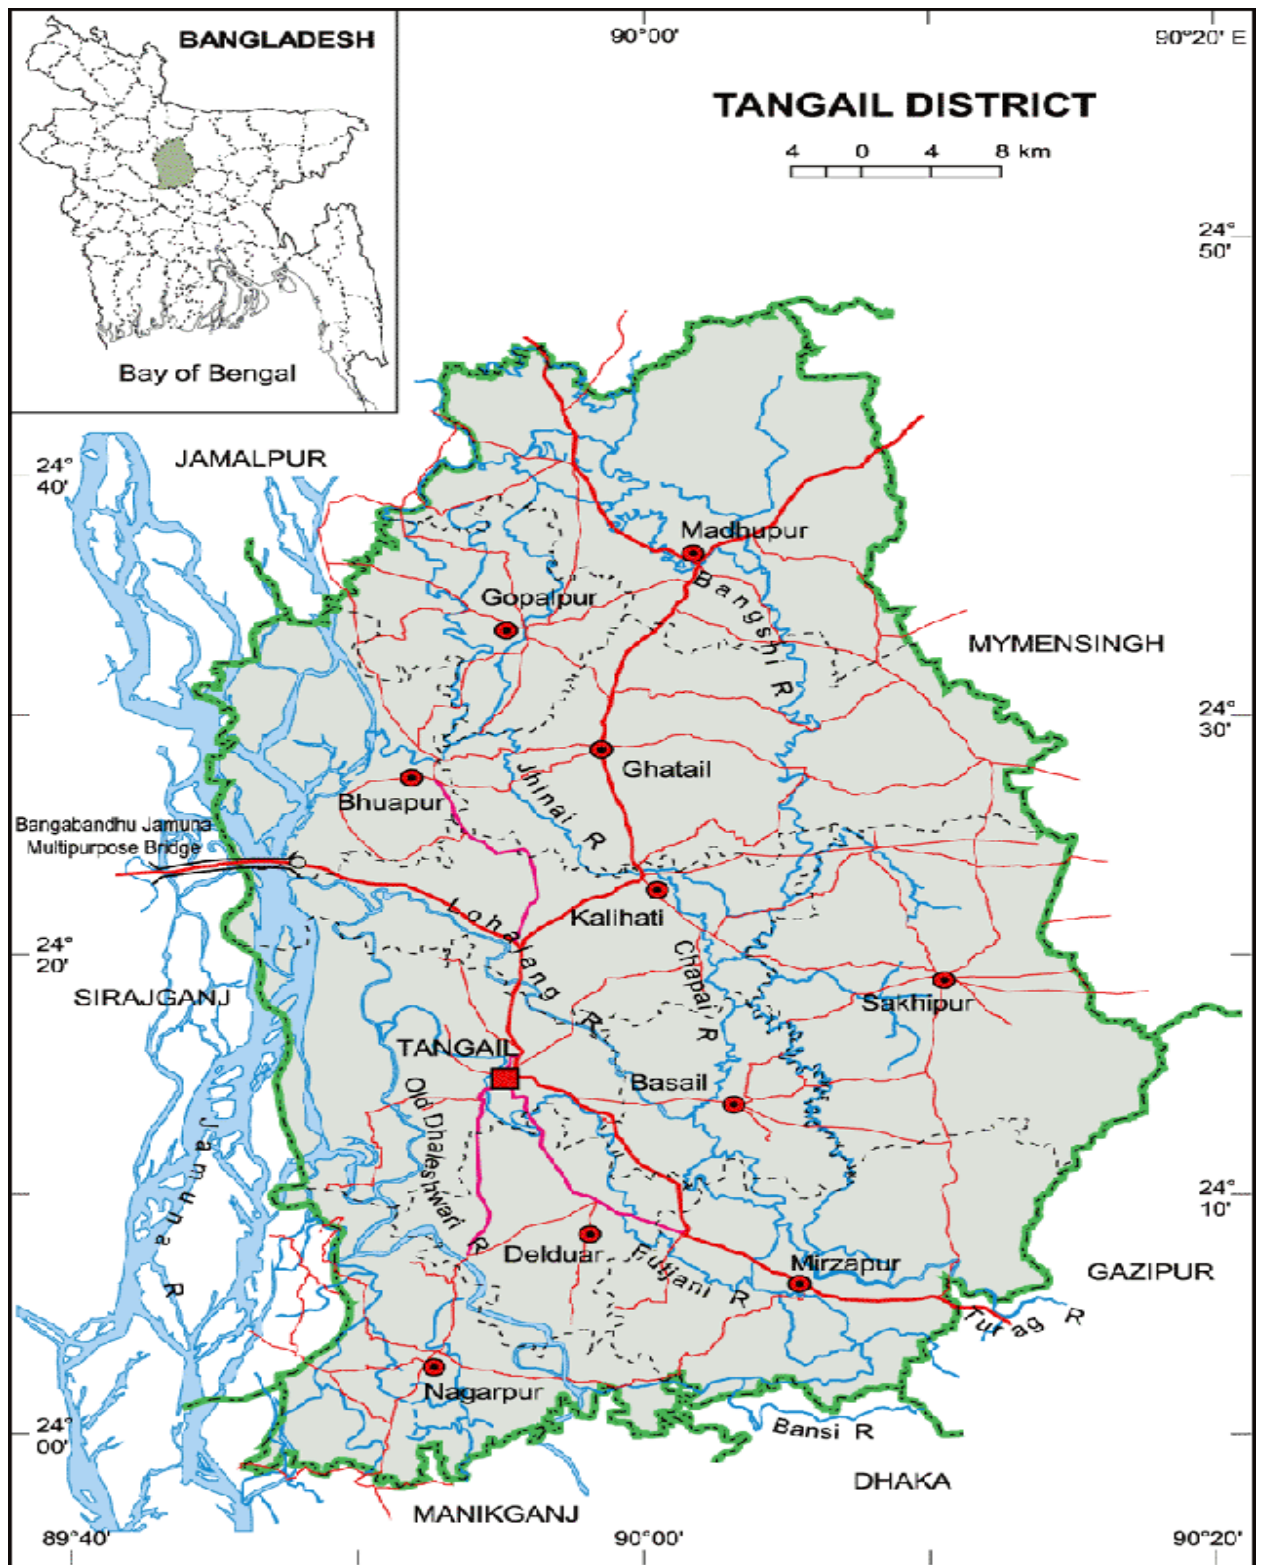 BANGLADESH
Bay of Bengal
90°00'
90°20' E
TANGAIL DISTRICT
4 0 4 8 km
24°
50'
JAMALPUR
24°
40'
Madhupur
Bangshi R
Gopalpur
MYMENSINGH
24°
30'
Ghatail
Jhinai R
Bhuapur
Bangabandhu Jamuna
Multipurpose Bridge
Lohajang R
Kalihati
24°
20'
Chapai R
SIRAJGANJ
Sakhipur
TANGAIL
Basail
Old Dhaleshwari R
Jamuna R
24°
10'
Delduar
Futjani R
Mirzapur
GAZIPUR
Turag R
Nagarpur
24°
00'
Bansi R
DHAKA
MANIKGANJ
89°40'
90°00'
90°20'